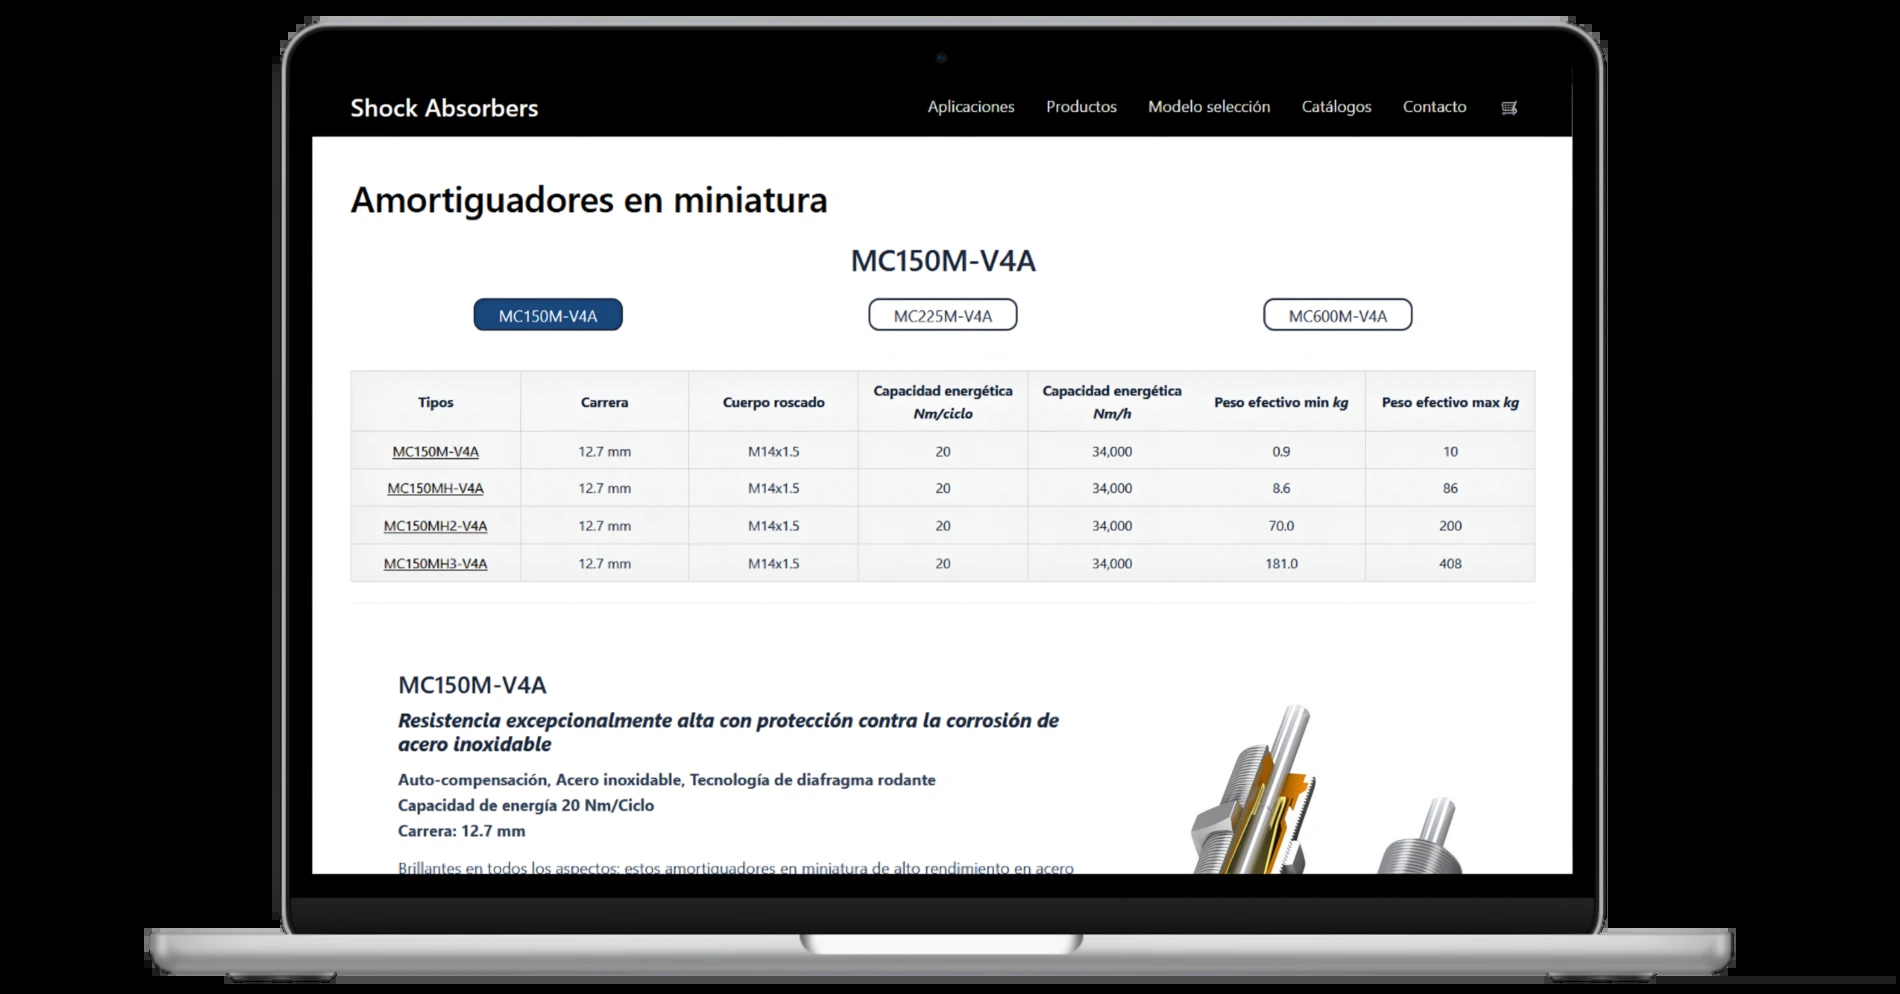 Shock Absorbers Aplicaciones Productos Modelo selección Catálogos Contacto
Amortiguadores en miniatura
MC150M-V4A
MC150M-V4A MC225M-V4A MC600M-V4A
Tipos Carrera Cuerpo roscado Capacidad energética Nm/ciclo Capacidad energética Nm/h Peso efectivo min kg Peso efectivo max kg
MC150M-V4A 12.7 mm M14x1.5 20 34,000 0.9 10
MC150MH-V4A 12.7 mm M14x1.5 20 34,000 8.6 86
MC150MH2-V4A 12.7 mm M14x1.5 20 34,000 70.0 200
MC150MH3-V4A 12.7 mm M14x1.5 20 34,000 181.0 408
MC150M-V4A
Resistencia excepcionalmente alta con protección contra la corrosión de
acero inoxidable
Auto-compensación, Acero inoxidable, Tecnología de diafragma rodante
Capacidad de energía 20 Nm/Ciclo
Carrera: 12.7 mm
Brillantes en todos los aspectos: estos amortiguadores en miniatura de alto rendimiento en acero